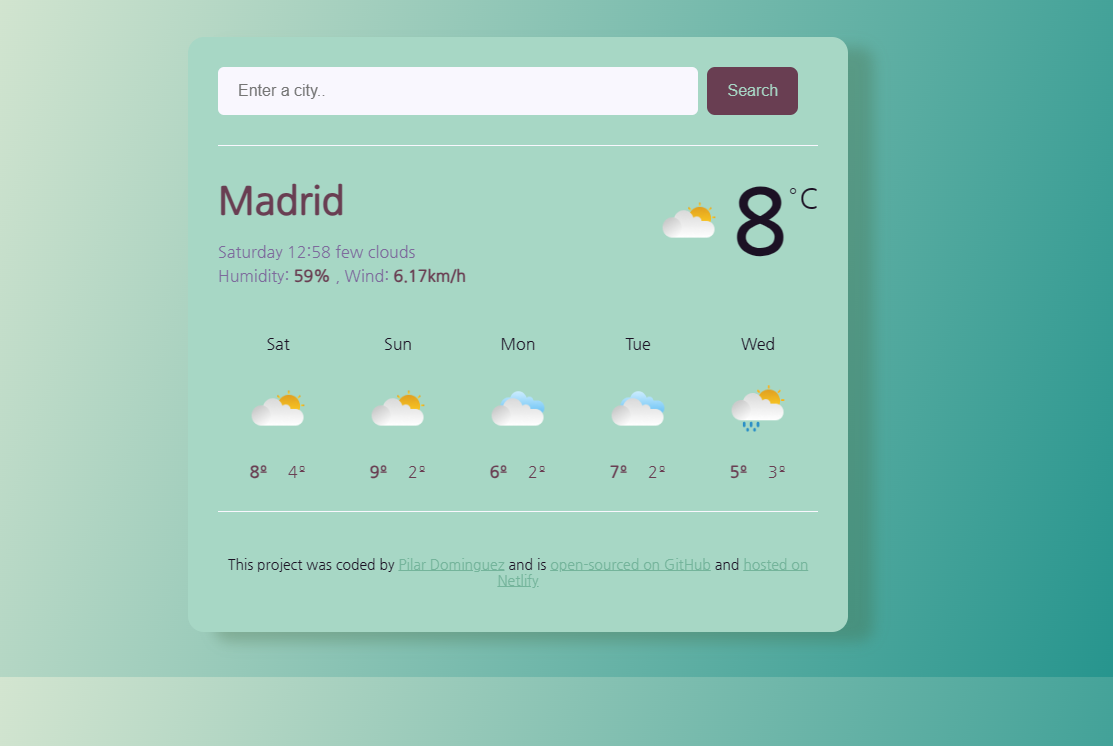 Enter a city..
Search
Madrid
8°C
Saturday 12:58 few clouds
Humidity: 59% , Wind: 6.17km/h
Sat Sun Mon Tue Wed
8º 4º 9º 2º 6º 2º 7º 2º 5º 3º
This project was coded by Pilar Dominguez and is open-sourced on GitHub and hosted on
Netlify